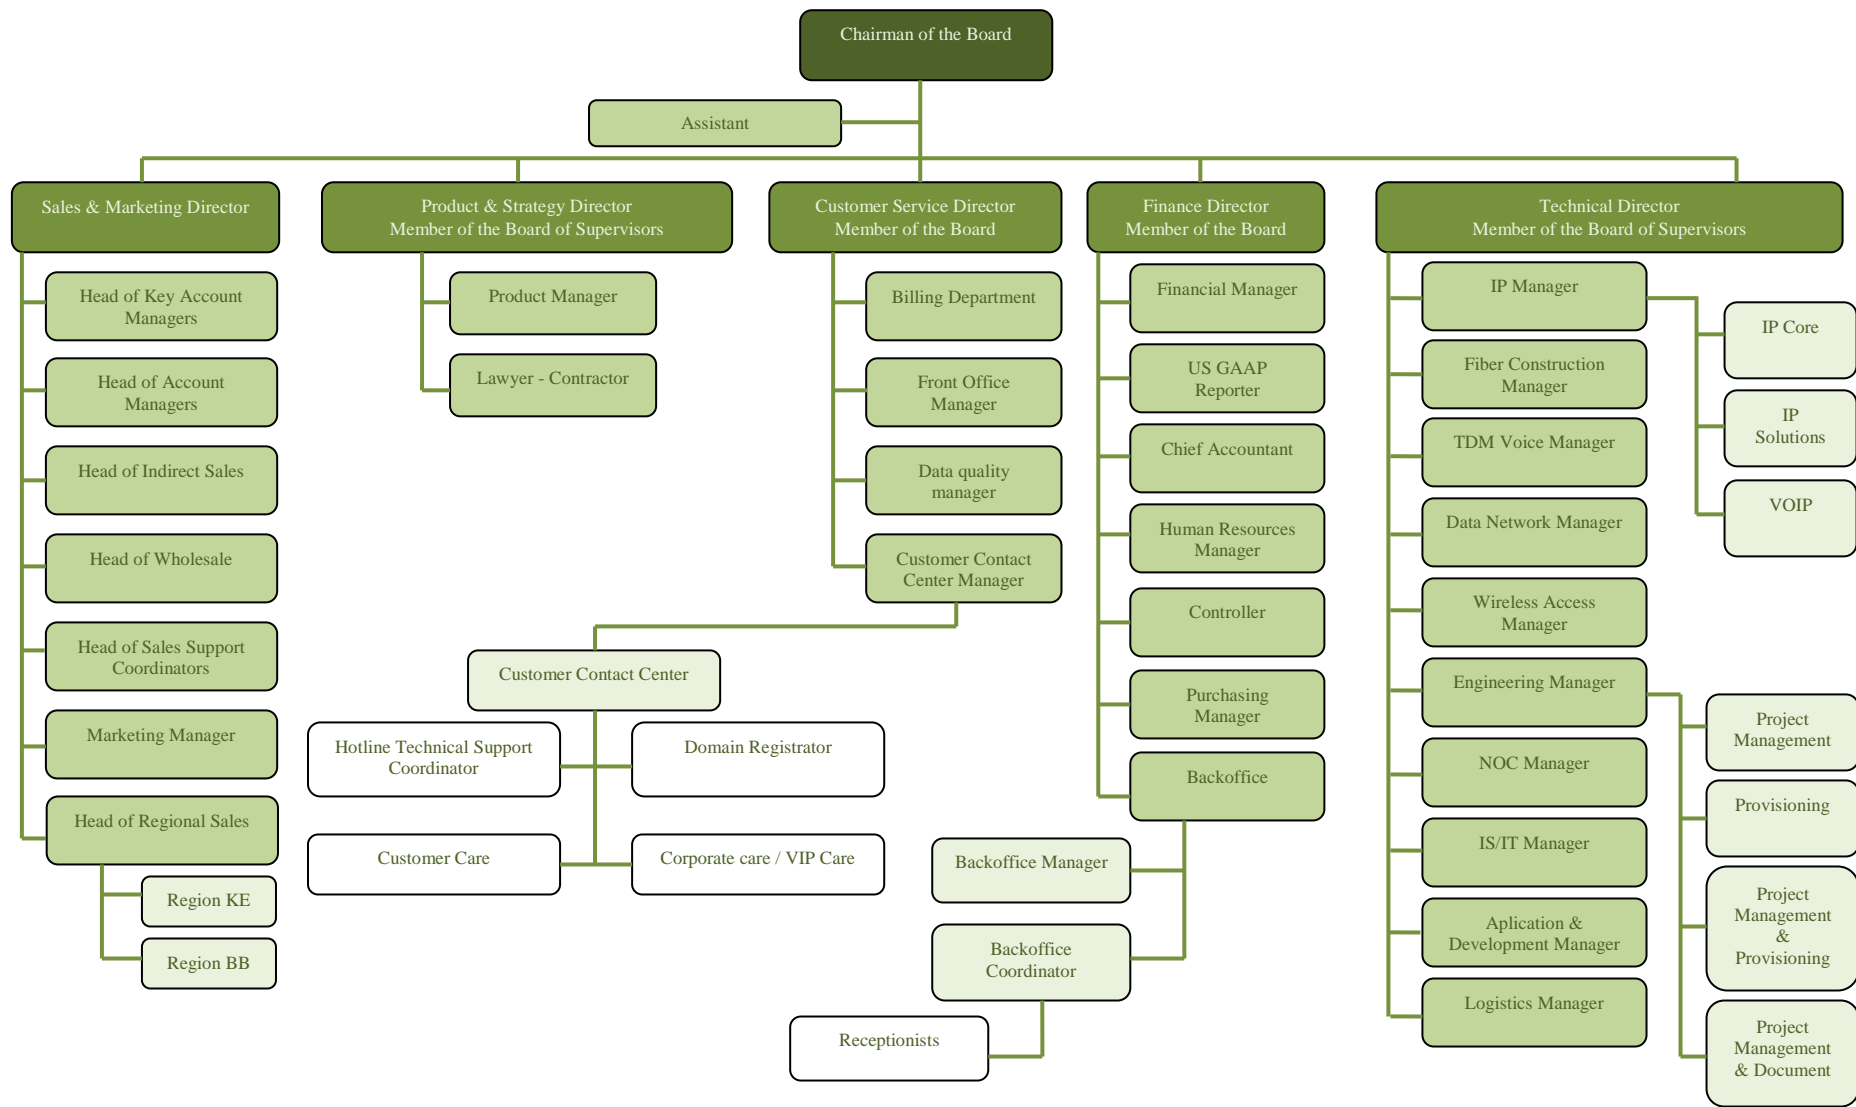 Chairman of the Board
Assistant
Sales & Marketing Director
Product & Strategy Director
Member of the Board of Supervisors
Customer Service Director
Member of the Board
Finance Director
Member of the Board
Technical Director
Member of the Board of Supervisors
Head of Key Account
Managers
Head of Account
Managers
Head of Indirect Sales
Head of Wholesale
Head of Sales Support
Coordinators
Marketing Manager
Head of Regional Sales
Region KE
Region BB
Product Manager
Lawyer - Contractor
Billing Department
Front Office
Manager
Data quality
manager
Customer Contact
Center Manager
Customer Contact Center
Hotline Technical Support
Coordinator
Domain Registrator
Customer Care
Corporate care / VIP Care
Financial Manager
US GAAP
Reporter
Chief Accountant
Human Resources
Manager
Controller
Purchasing
Manager
Backoffice
Backoffice Manager
Backoffice
Coordinator
Receptionists
IP Manager
Fiber Construction
Manager
TDM Voice Manager
Data Network Manager
Wireless Access
Manager
Engineering Manager
NOC Manager
IS/IT Manager
Aplication &
Development Manager
Logistics Manager
IP Core
IP
Solutions
VOIP
Project
Management
Provisioning
Project
Management
&
Provisioning
Project
Management
& Document